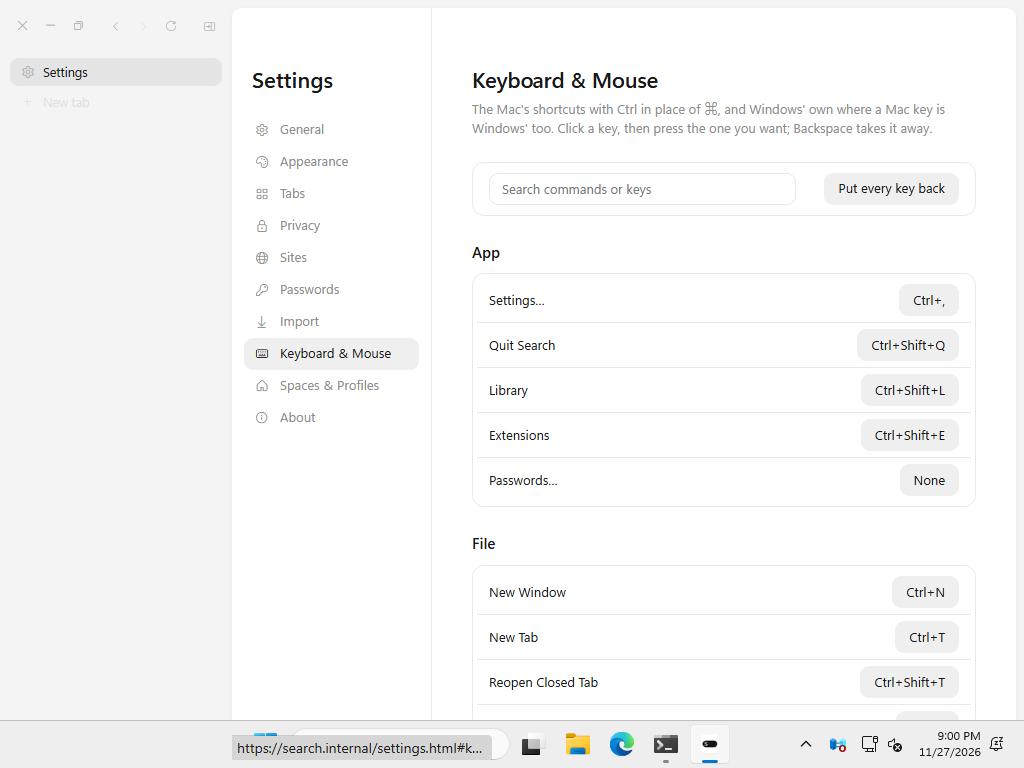 Settings
New tab
Settings
General
Appearance
Tabs
Privacy
Sites
Passwords
Import
Keyboard & Mouse
Spaces & Profiles
About
Keyboard & Mouse
The Mac's shortcuts with Ctrl in place of ⌘, and Windows' own where a Mac key is
Windows' too. Click a key, then press the one you want; Backspace takes it away.
Search commands or keys
Put every key back
App
Settings...
Ctrl+,
Quit Search
Ctrl+Shift+Q
Library
Ctrl+Shift+L
Extensions
Ctrl+Shift+E
Passwords...
None
File
New Window
Ctrl+N
New Tab
Ctrl+T
Reopen Closed Tab
Ctrl+Shift+T
https://search.internal/settings.html#k...
9:00 PM
11/27/2026